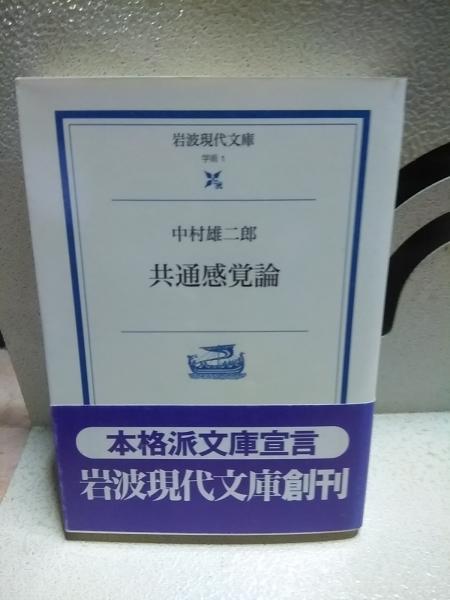 岩波現代文庫
学術 1
中村雄二郎
共通感覚論
本格派文庫宣言
岩波現代文庫創刊